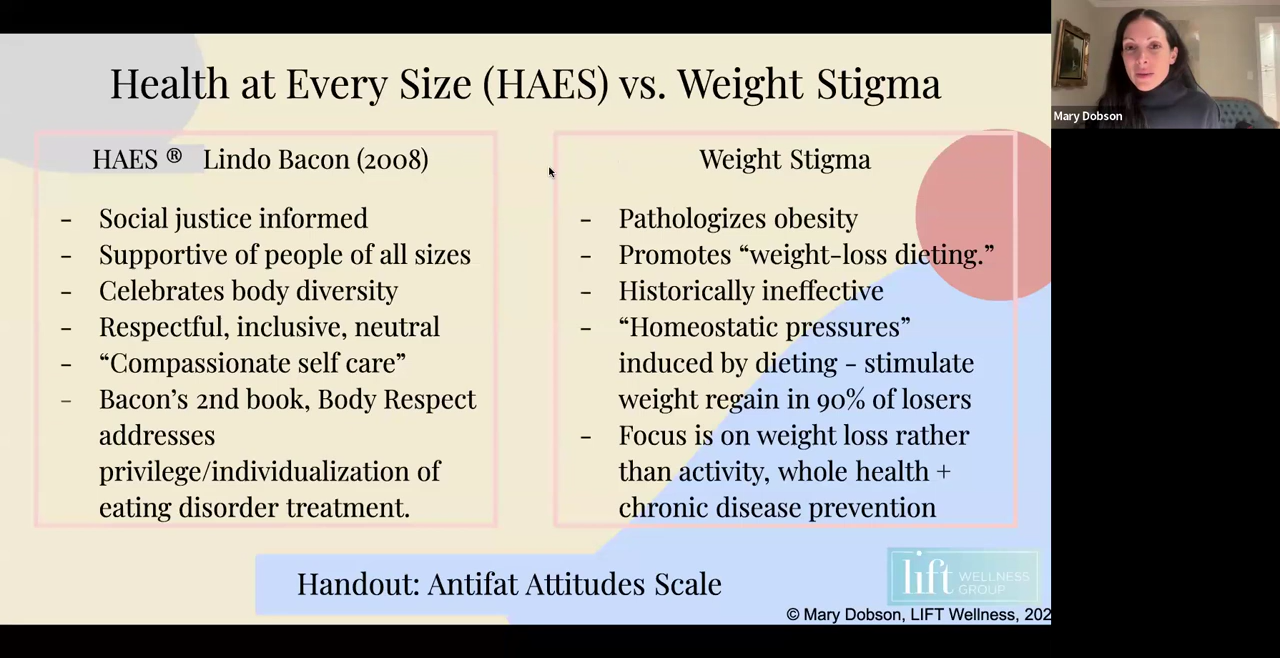 Health at Every Size (HAES) vs. Weight Stigma
HAES ® Lindo Bacon (2008)
- Social justice informed
- Supportive of people of all sizes
- Celebrates body diversity
- Respectful, inclusive, neutral
- “Compassionate self care”
- Bacon’s 2nd book, Body Respect
addresses
privilege/individualization of
eating disorder treatment.
Weight Stigma
- Pathologizes obesity
- Promotes “weight-loss dieting.”
- Historically ineffective
- “Homeostatic pressures”
induced by dieting - stimulate
weight regain in 90% of losers
- Focus is on weight loss rather
than activity, whole health +
chronic disease prevention
Handout: Antifat Attitudes Scale
lift WELLNESS
GROUP
© Mary Dobson, LIFT Wellness, 202
Mary Dobson